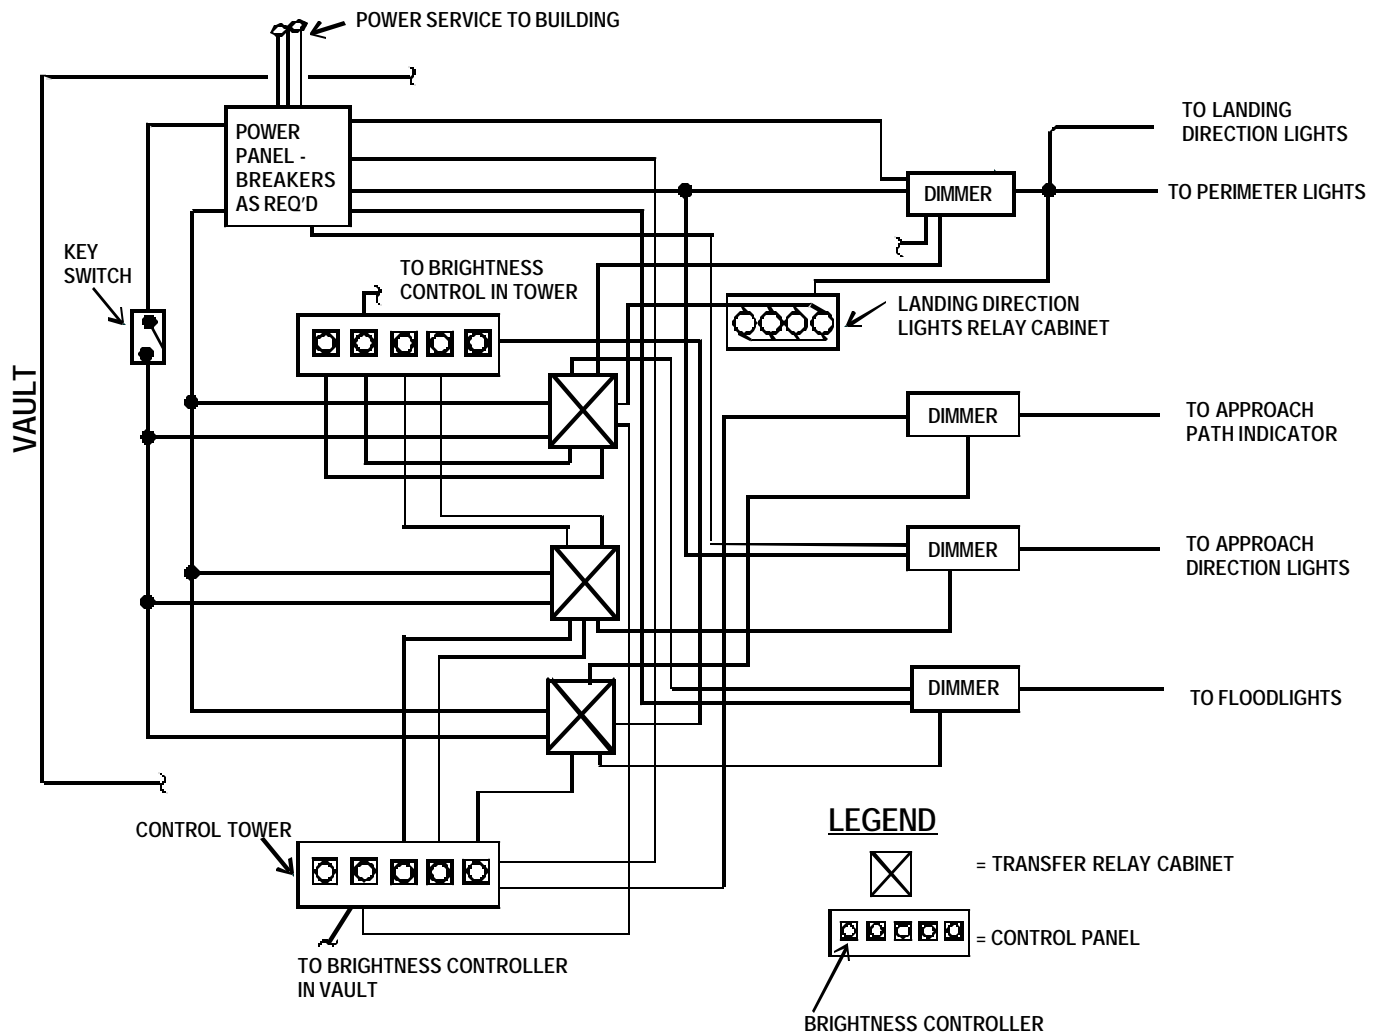 POWER SERVICE TO BUILDING
TO LANDING
DIRECTION LIGHTS
POWER
PANEL -
BREAKERS
AS REQ'D
DIMMER
TO PERIMETER LIGHTS
KEY
SWITCH
TO BRIGHTNESS
CONTROL IN TOWER
LANDING DIRECTION
LIGHTS RELAY CABINET
VAULT
DIMMER
TO APPROACH
PATH INDICATOR
DIMMER
TO APPROACH
DIRECTION LIGHTS
DIMMER
TO FLOODLIGHTS
CONTROL TOWER
LEGEND
= TRANSFER RELAY CABINET
= CONTROL PANEL
TO BRIGHTNESS CONTROLLER
IN VAULT
BRIGHTNESS CONTROLLER